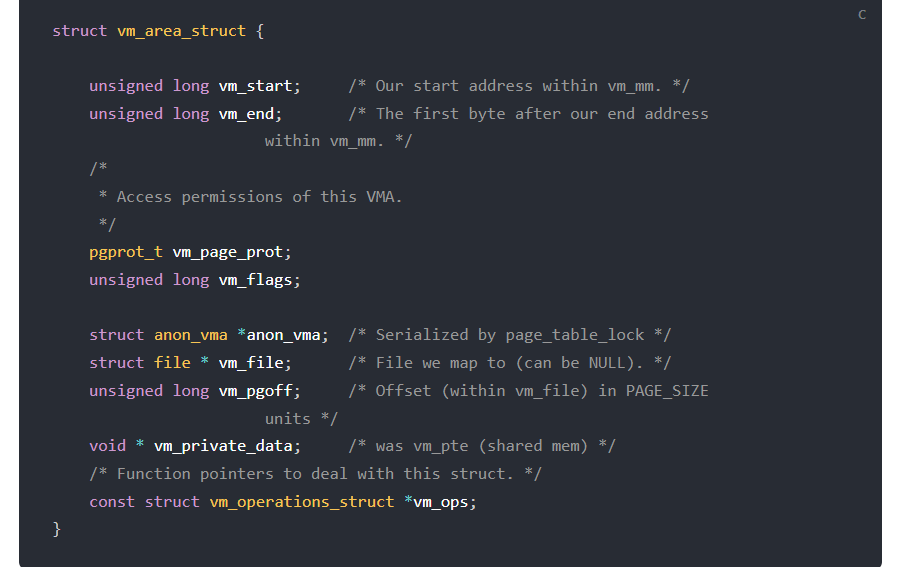 C
struct vm_area_struct {
unsigned long vm_start; /* Our start address within vm_mm. */
unsigned long vm_end; /* The first byte after our end address
within vm_mm. */
/*
* Access permissions of this VMA.
*/
pgprot_t vm_page_prot;
unsigned long vm_flags;
struct anon_vma *anon_vma; /* Serialized by page_table_lock */
struct file * vm_file; /* File we map to (can be NULL). */
unsigned long vm_pgoff; /* Offset (within vm_file) in PAGE_SIZE
units */
void * vm_private_data; /* was vm_pte (shared mem) */
/* Function pointers to deal with this struct. */
const struct vm_operations_struct *vm_ops;
}